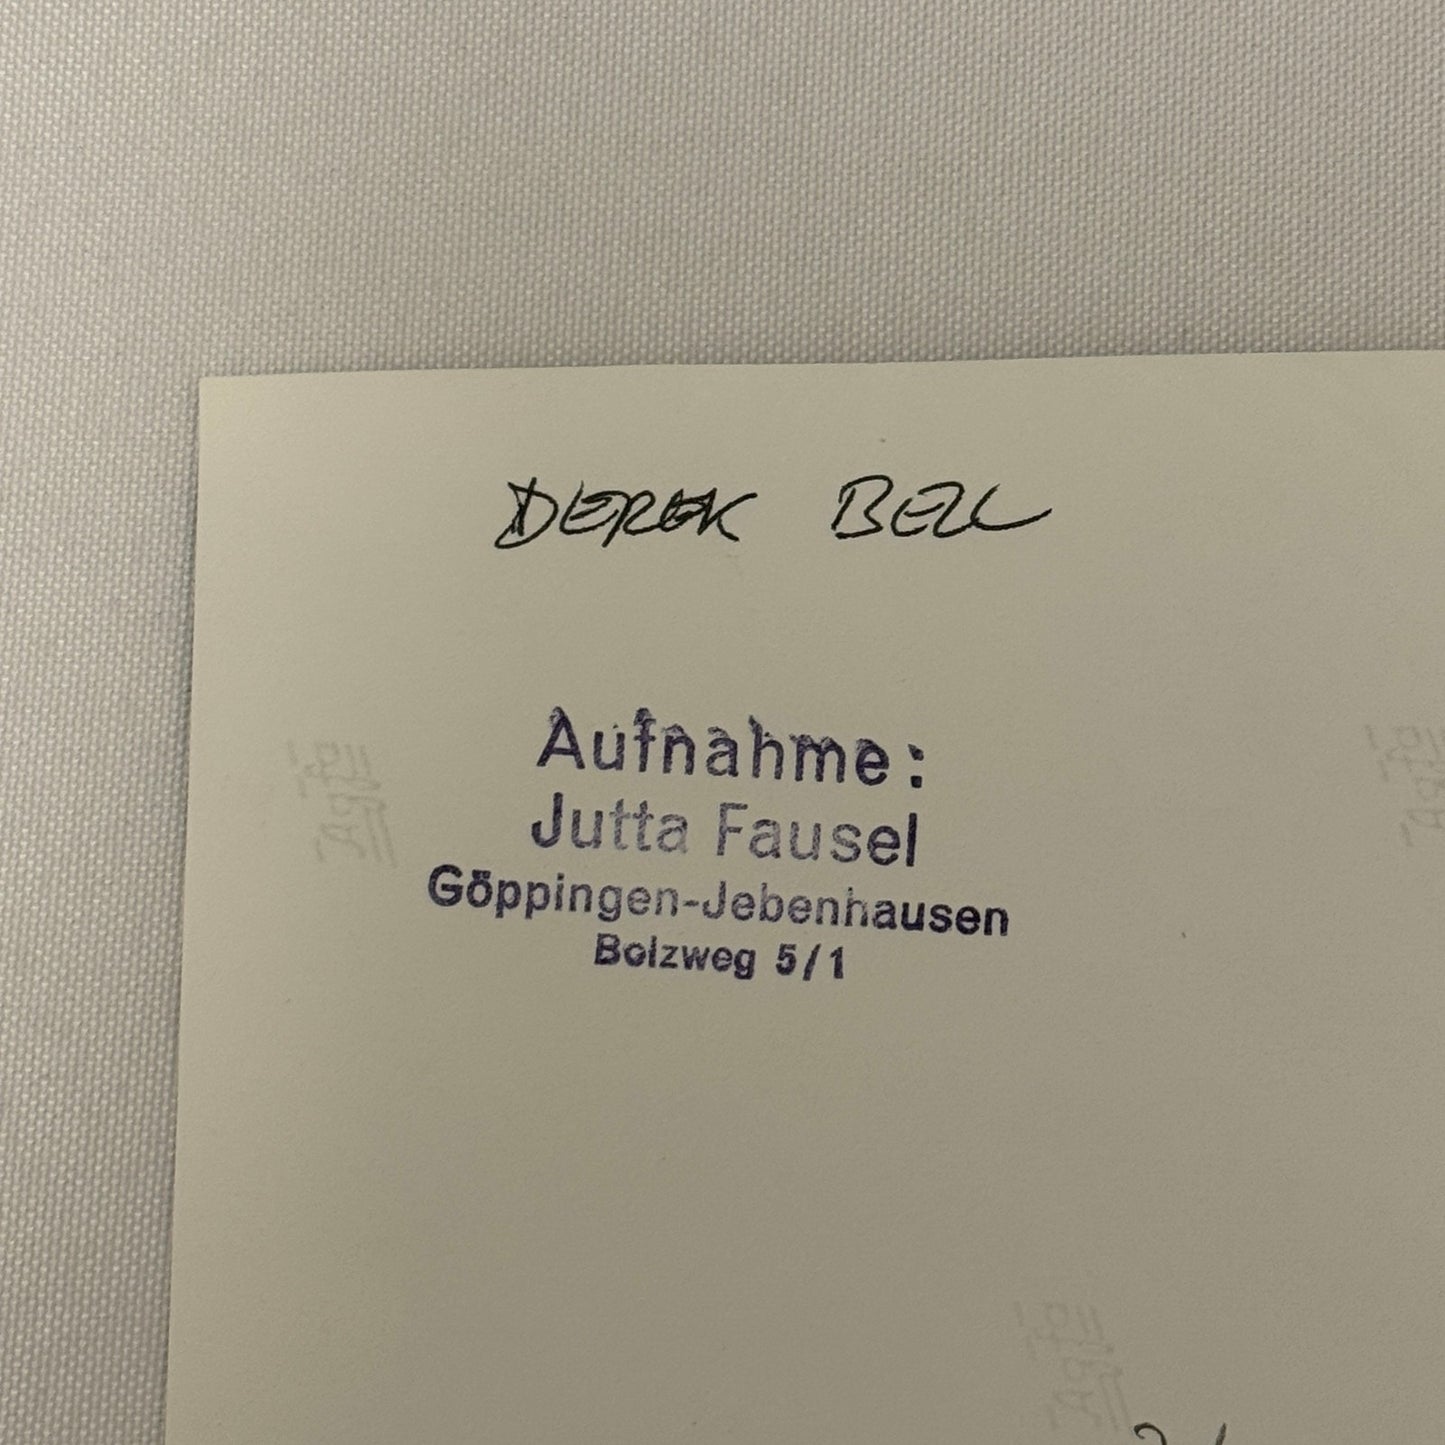 DEREK BELL
Aufnahme:
Jutta Fausel
Göppingen-Jebenhausen
Bolzweg 5/1